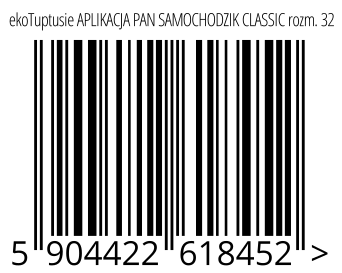 ekoTuptusie APLIKACJA PAN SAMOCHODZIK CLASSIC rozm. 32
5 904422 618452 >